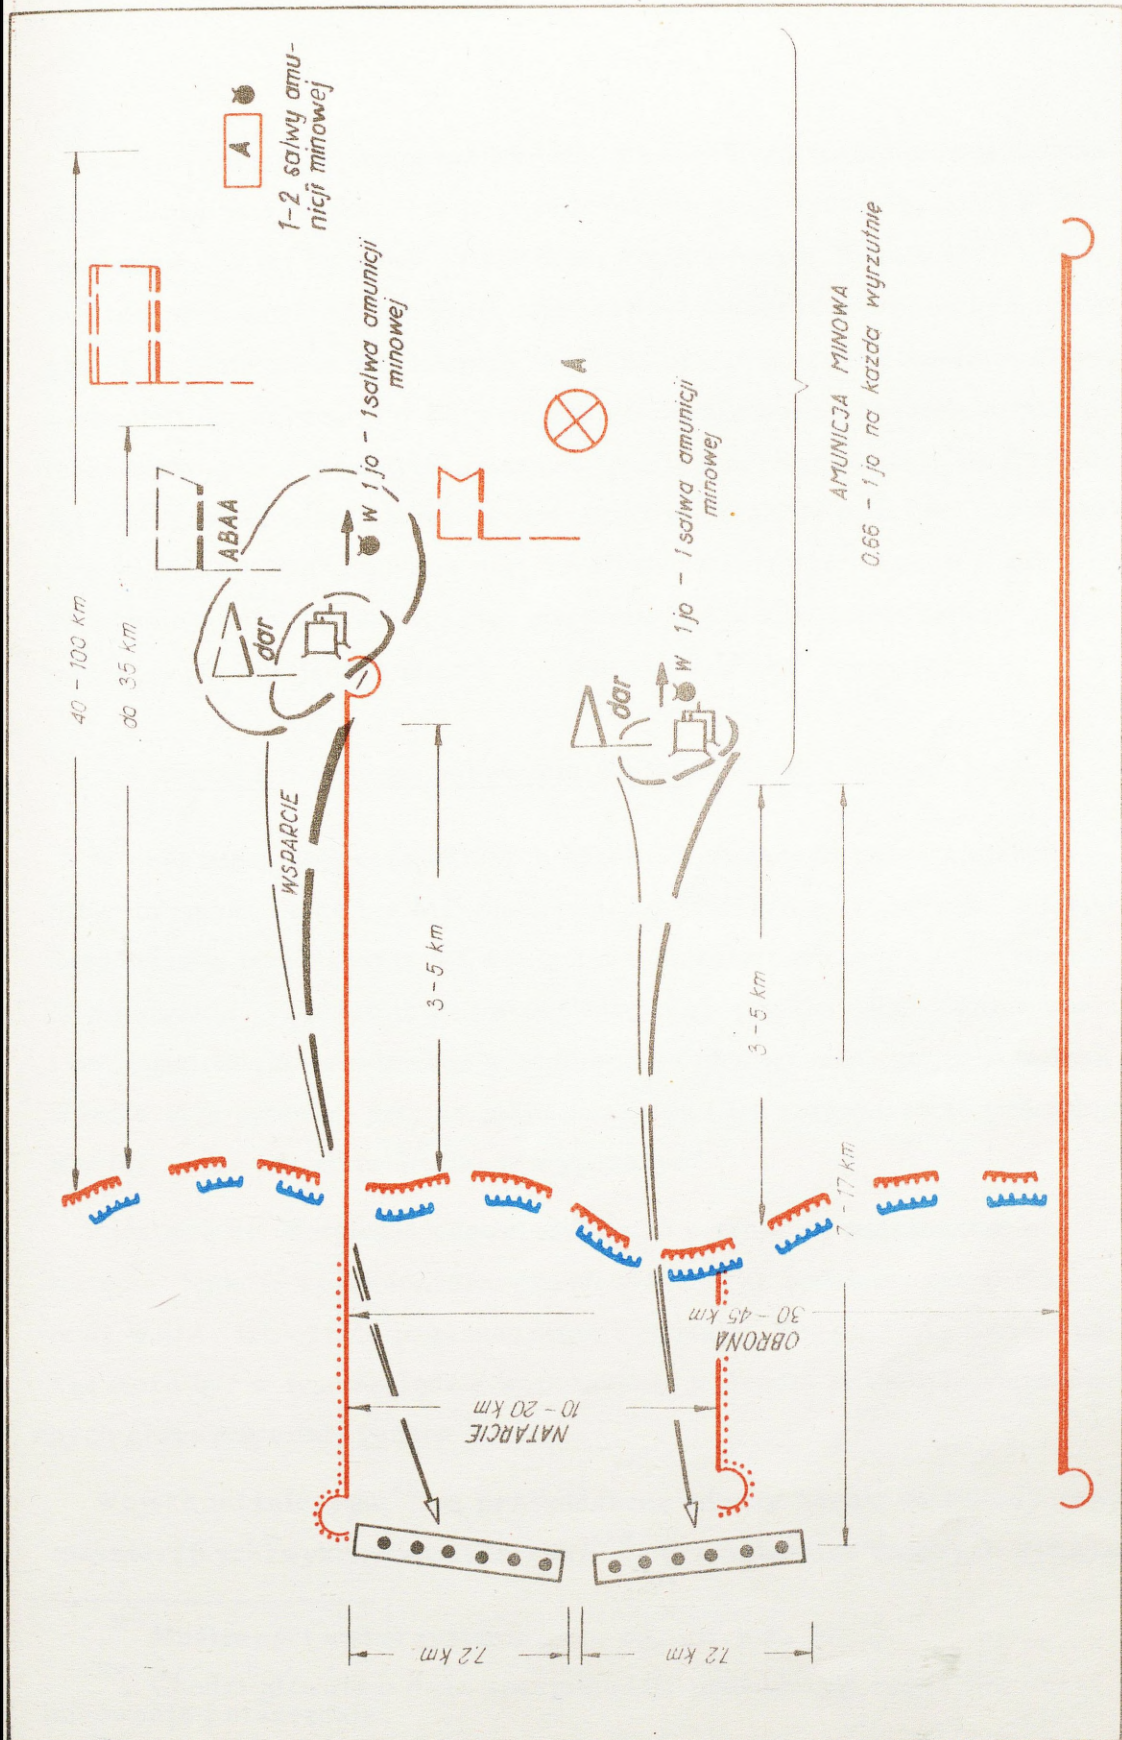 40 - 100 km
do 35 km
A
1-2 salwy amu-
nicji minowej
ABAA
dar
w 1 jo - 1 salwa amunicji
minowej
WSPARCIE
3-5 km
A
dar
w 1 jo - 1 salwa amunicji
minowej
3-5 km
7 - 17 km
AMUNICJA MINOWA
0.66 - 1 jo na każdą wyrzutnię
OBRONA
30 - 45 km
NATARCIE
10 - 20 km
7.2 km
7.2 km